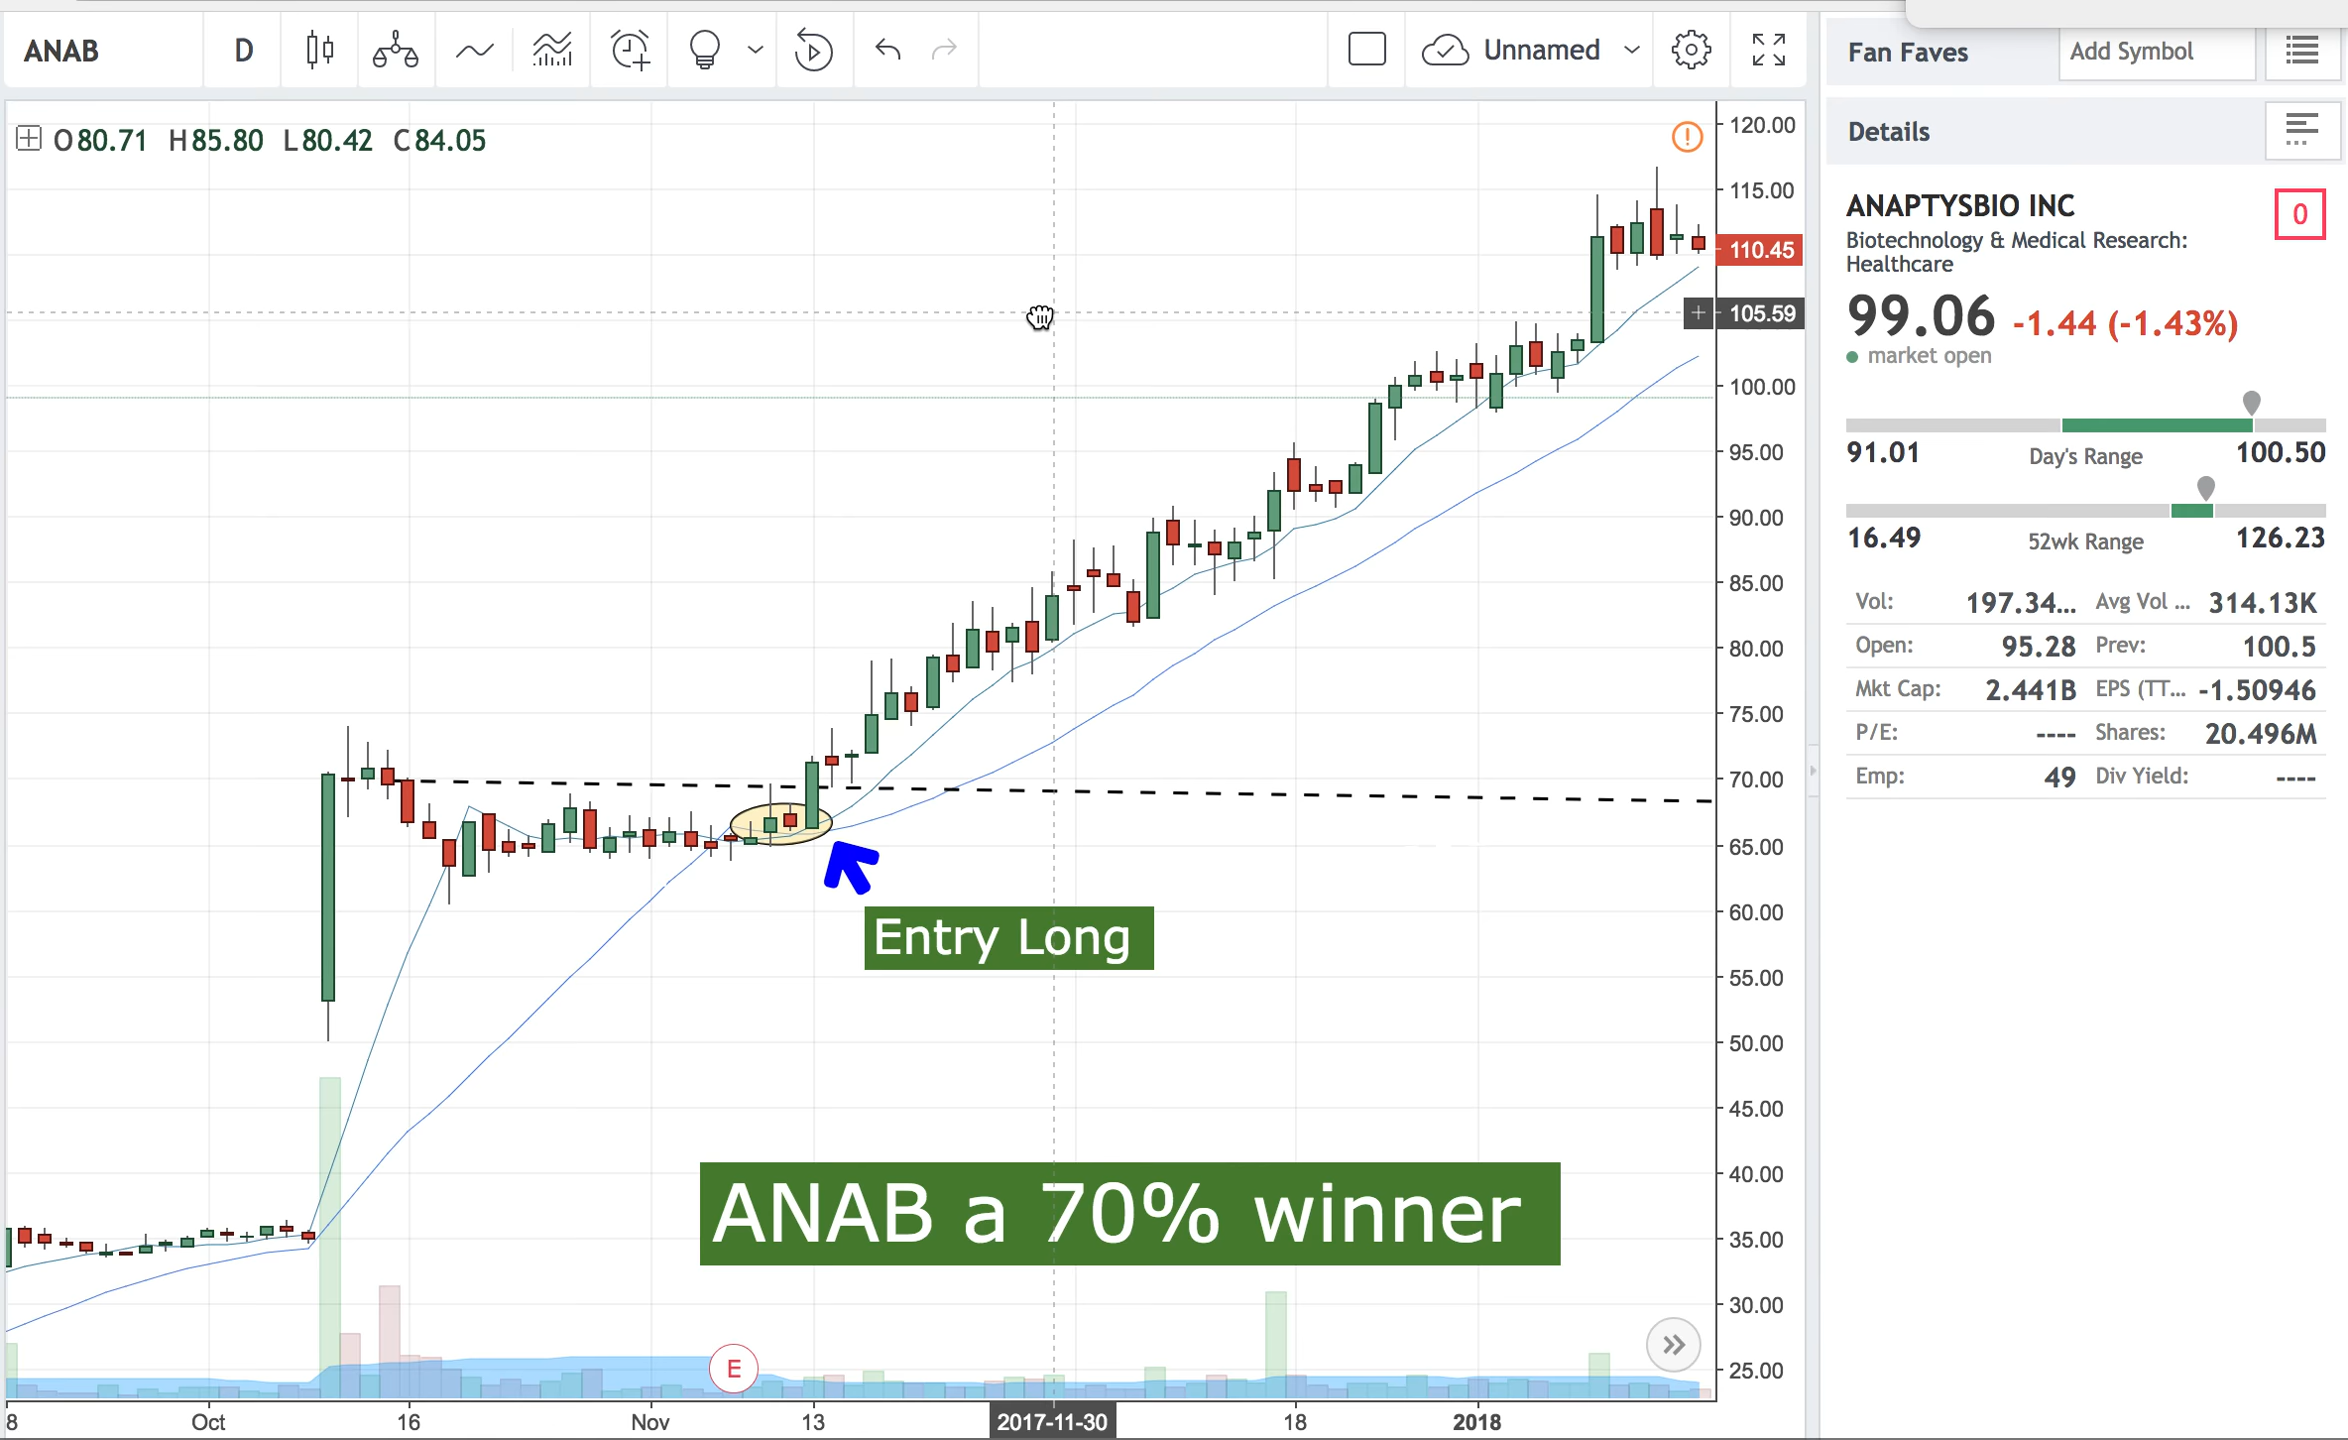 ANAB D Unnamed Fan Faves Add Symbol
O80.71 H85.80 L80.42 C84.05
120.00
115.00
110.45
105.59
100.00
95.00
90.00
85.00
80.00
75.00
70.00
65.00
60.00
55.00
50.00
45.00
40.00
35.00
30.00
25.00
Entry Long
ANAB a 70% winner
E
8 Oct 16 Nov 13 2017-11-30 18 2018
Details
ANAPTYSBIO INC 0
Biotechnology & Medical Research:
Healthcare
99.06 -1.44 (-1.43%)
market open
91.01 Day's Range 100.50
16.49 52wk Range 126.23
Vol: 197.34... Avg Vol ... 314.13K
Open: 95.28 Prev: 100.5
Mkt Cap: 2.441B EPS (TT... -1.50946
P/E: ---- Shares: 20.496M
Emp: 49 Div Yield: ----